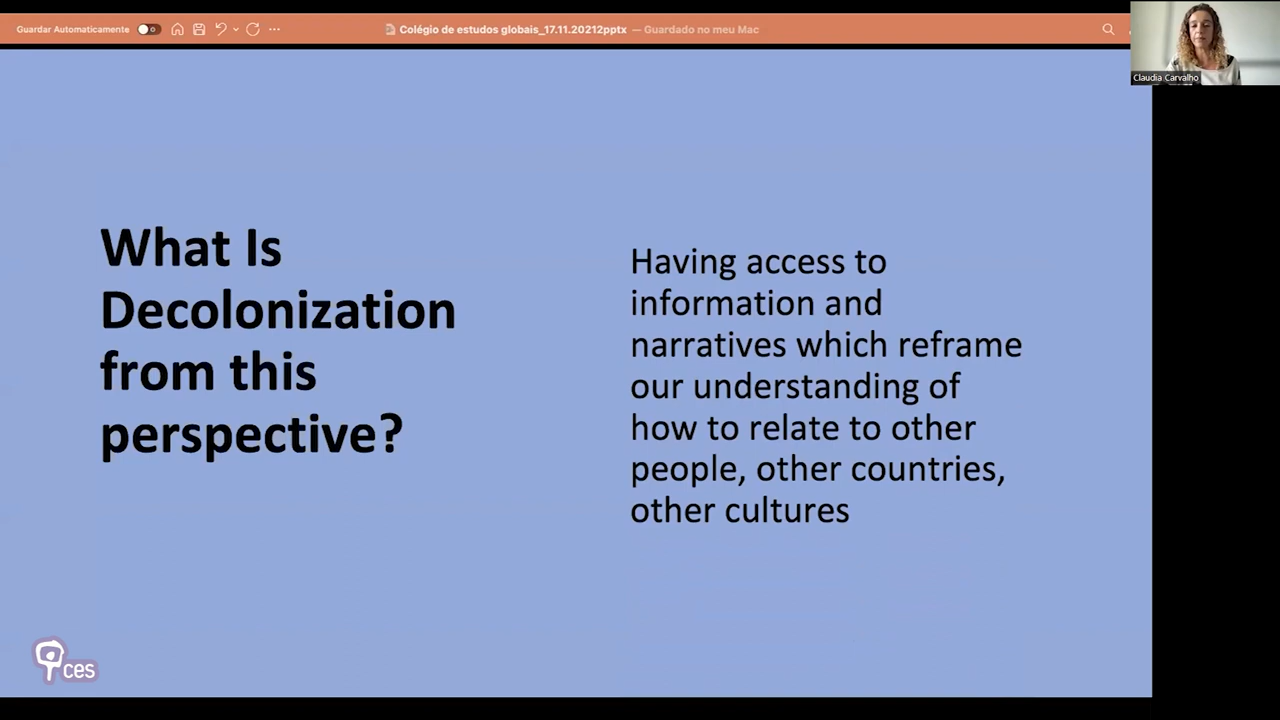 Guardar Automaticamente
Colégio de estudos globais_17.11.20212pptx — Guardado no meu Mac
Claudia Carvalho
What Is
Decolonization
from this
perspective?
Having access to
information and
narratives which reframe
our understanding of
how to relate to other
people, other countries,
other cultures
ces